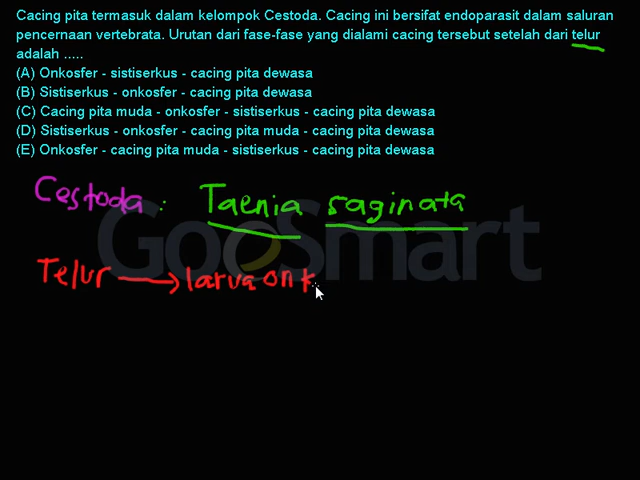 Cacing pita termasuk dalam kelompok Cestoda. Cacing ini bersifat endoparasit dalam saluran
pencernaan vertebrata. Urutan dari fase-fase yang dialami cacing tersebut setelah dari telur
adalah .....
(A) Onkosfer - sistiserkus - cacing pita dewasa
(B) Sistiserkus - onkosfer - cacing pita dewasa
(C) Cacing pita muda - onkosfer - sistiserkus - cacing pita dewasa
(D) Sistiserkus - onkosfer - cacing pita muda - cacing pita dewasa
(E) Onkosfer - cacing pita muda - sistiserkus - cacing pita dewasa
Cestoda : Taenia saginata
GooSmart
Telur → larva onk